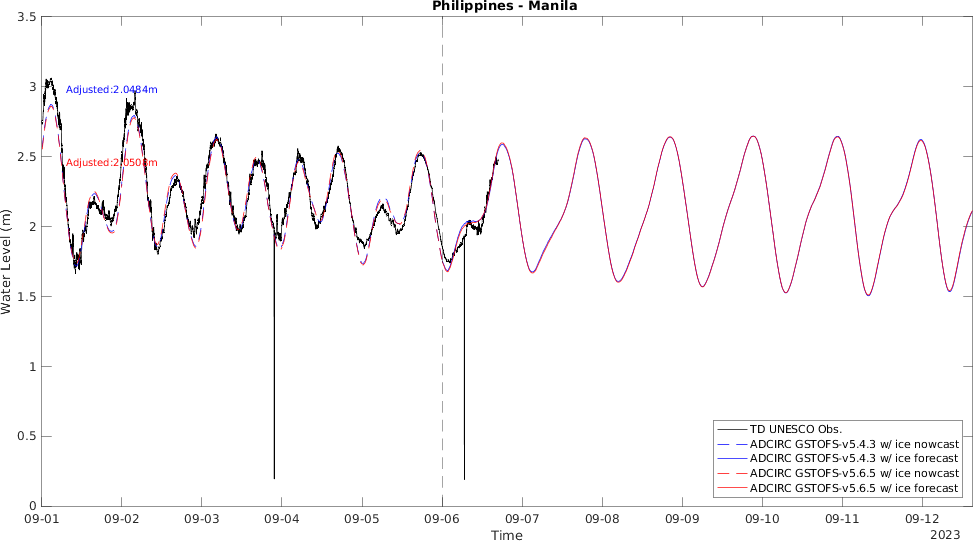 Philippines - Manila
3.5
3
2.5
2
1.5
1
0.5
0
Water Level (m)
Adjusted:2.0484m
Adjusted:2.0508m
TD UNESCO Obs.
ADCIRC GSTOFS-v5.4.3 w/ ice nowcast
ADCIRC GSTOFS-v5.4.3 w/ ice forecast
ADCIRC GSTOFS-v5.6.5 w/ ice nowcast
ADCIRC GSTOFS-v5.6.5 w/ ice forecast
09-01 09-02 09-03 09-04 09-05 09-06 09-07 09-08 09-09 09-10 09-11 09-12
Time
2023